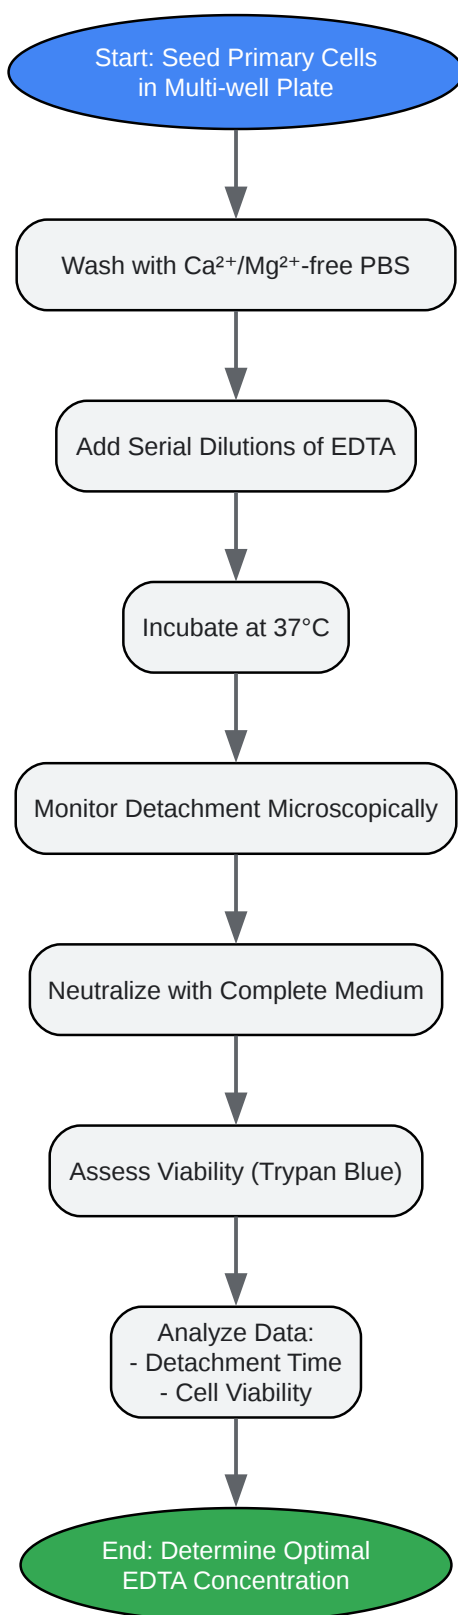 Start: Seed Primary Cells
in Multi-well Plate
Wash with Ca²⁺/Mg²⁺-free PBS
Add Serial Dilutions of EDTA
Incubate at 37°C
Monitor Detachment Microscopically
Neutralize with Complete Medium
Assess Viability (Trypan Blue)
Analyze Data:
- Detachment Time
- Cell Viability
End: Determine Optimal
EDTA Concentration